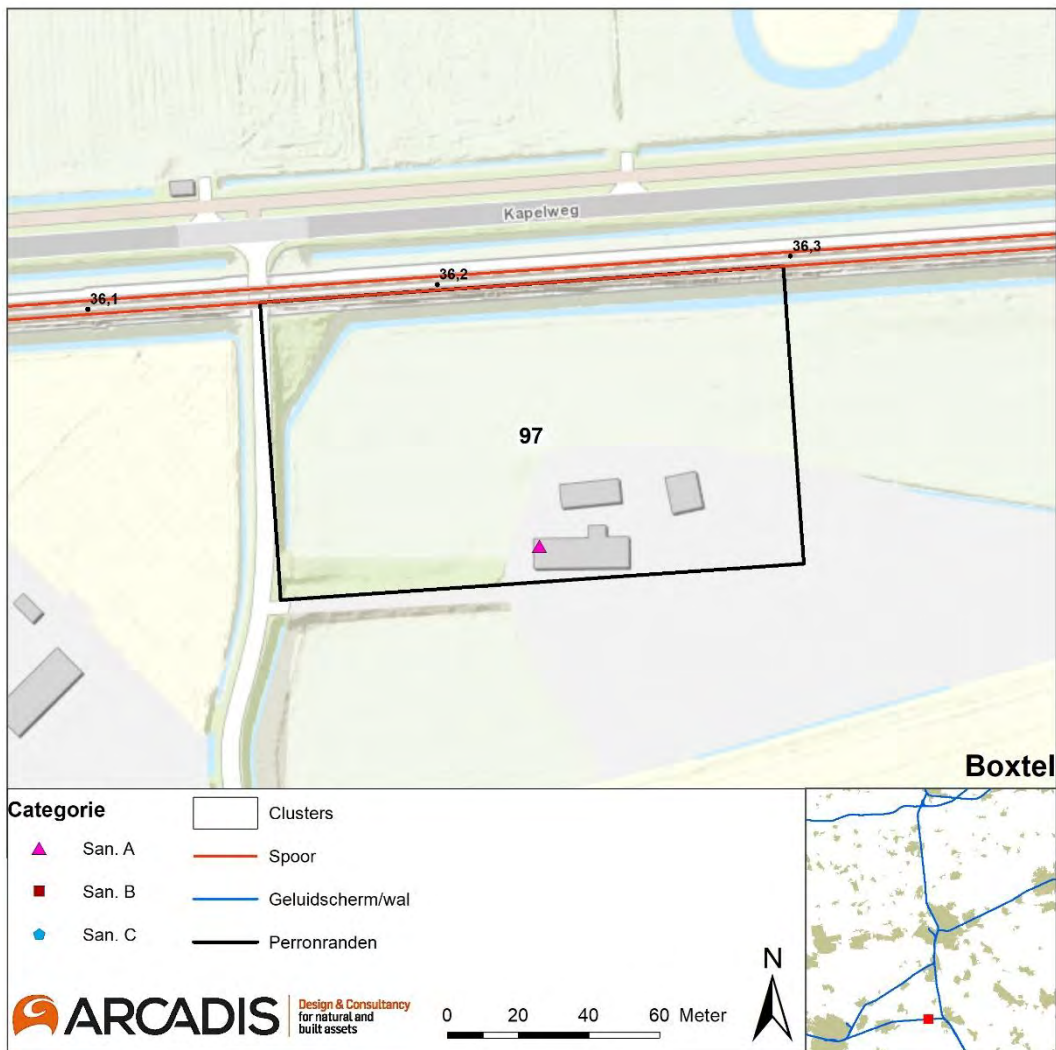 Kapelweg
36,3
36,2
36,1
97
Boxtel
Categorie
San. A
San. B
San. C
Clusters
Spoor
Geluidscherm/wal
Perronranden
ARCADIS
Design & Consultancy
for natural and
built assets
0 20 40 60 Meter
N